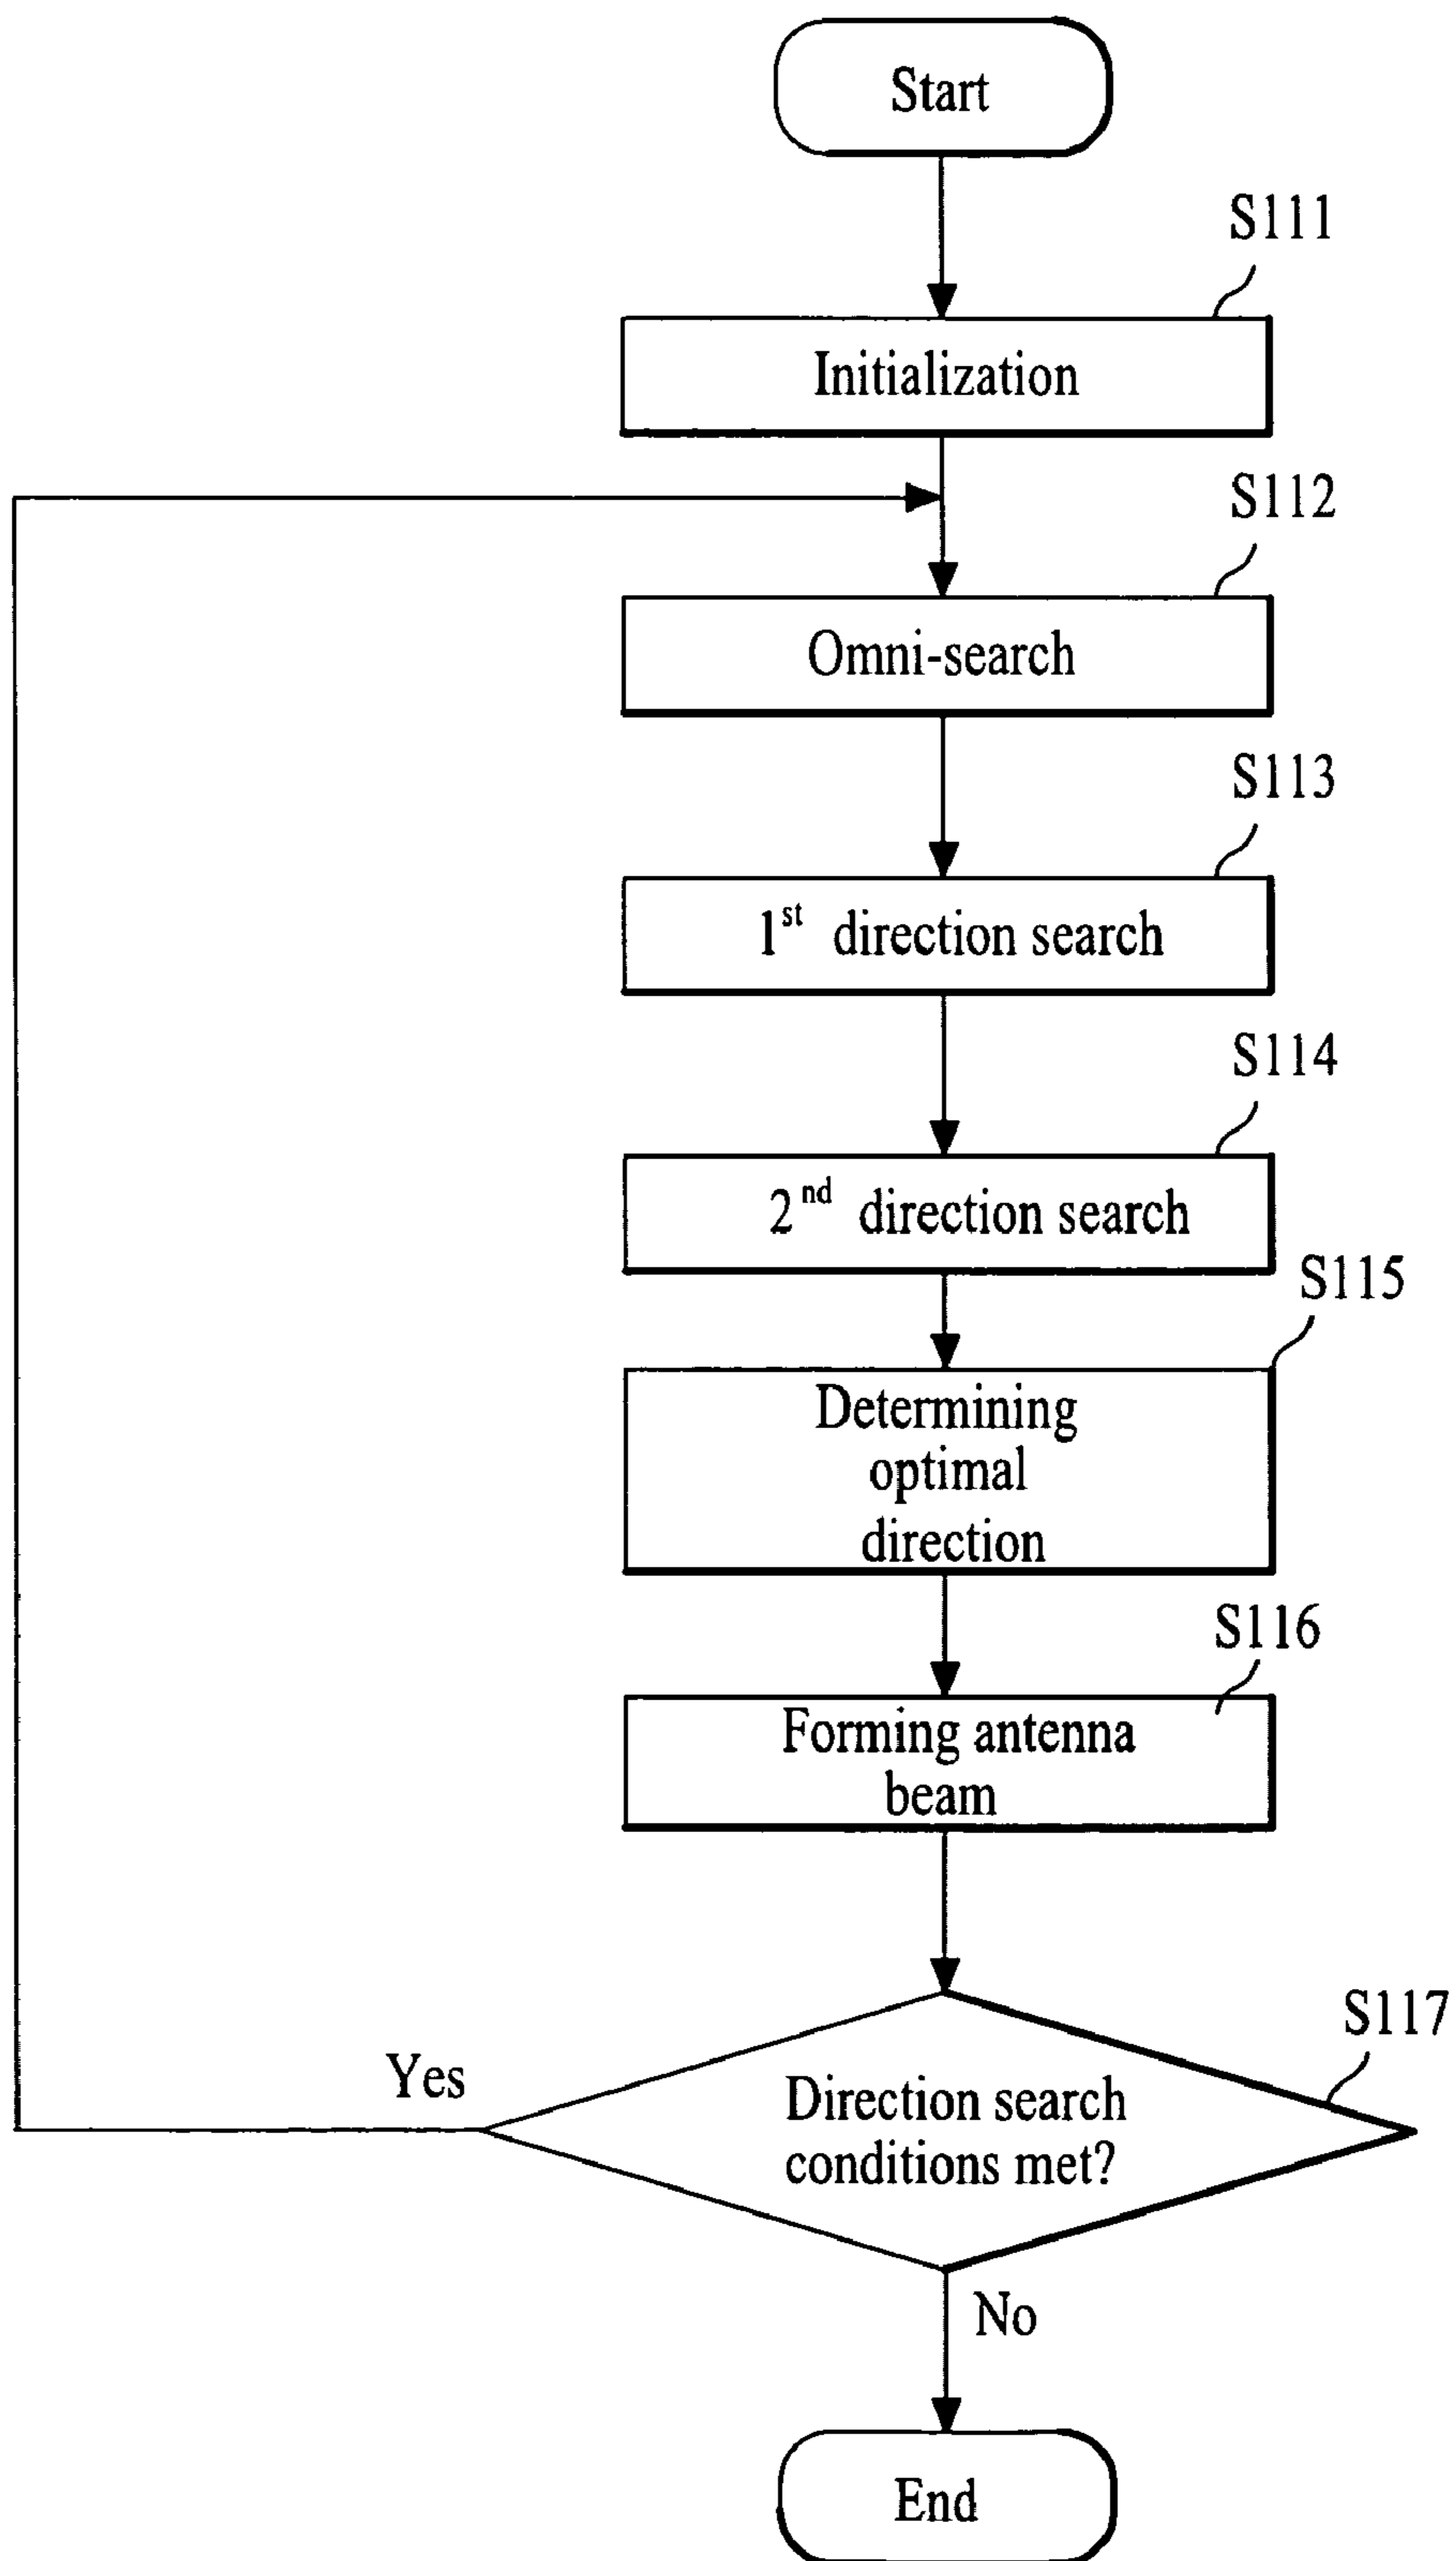 Start
S111
Initialization
S112
Omni-search
S113
1st direction search
S114
2nd direction search
S115
Determining
optimal
direction
S116
Forming antenna
beam
S117
Yes
Direction search
conditions met?
No
End